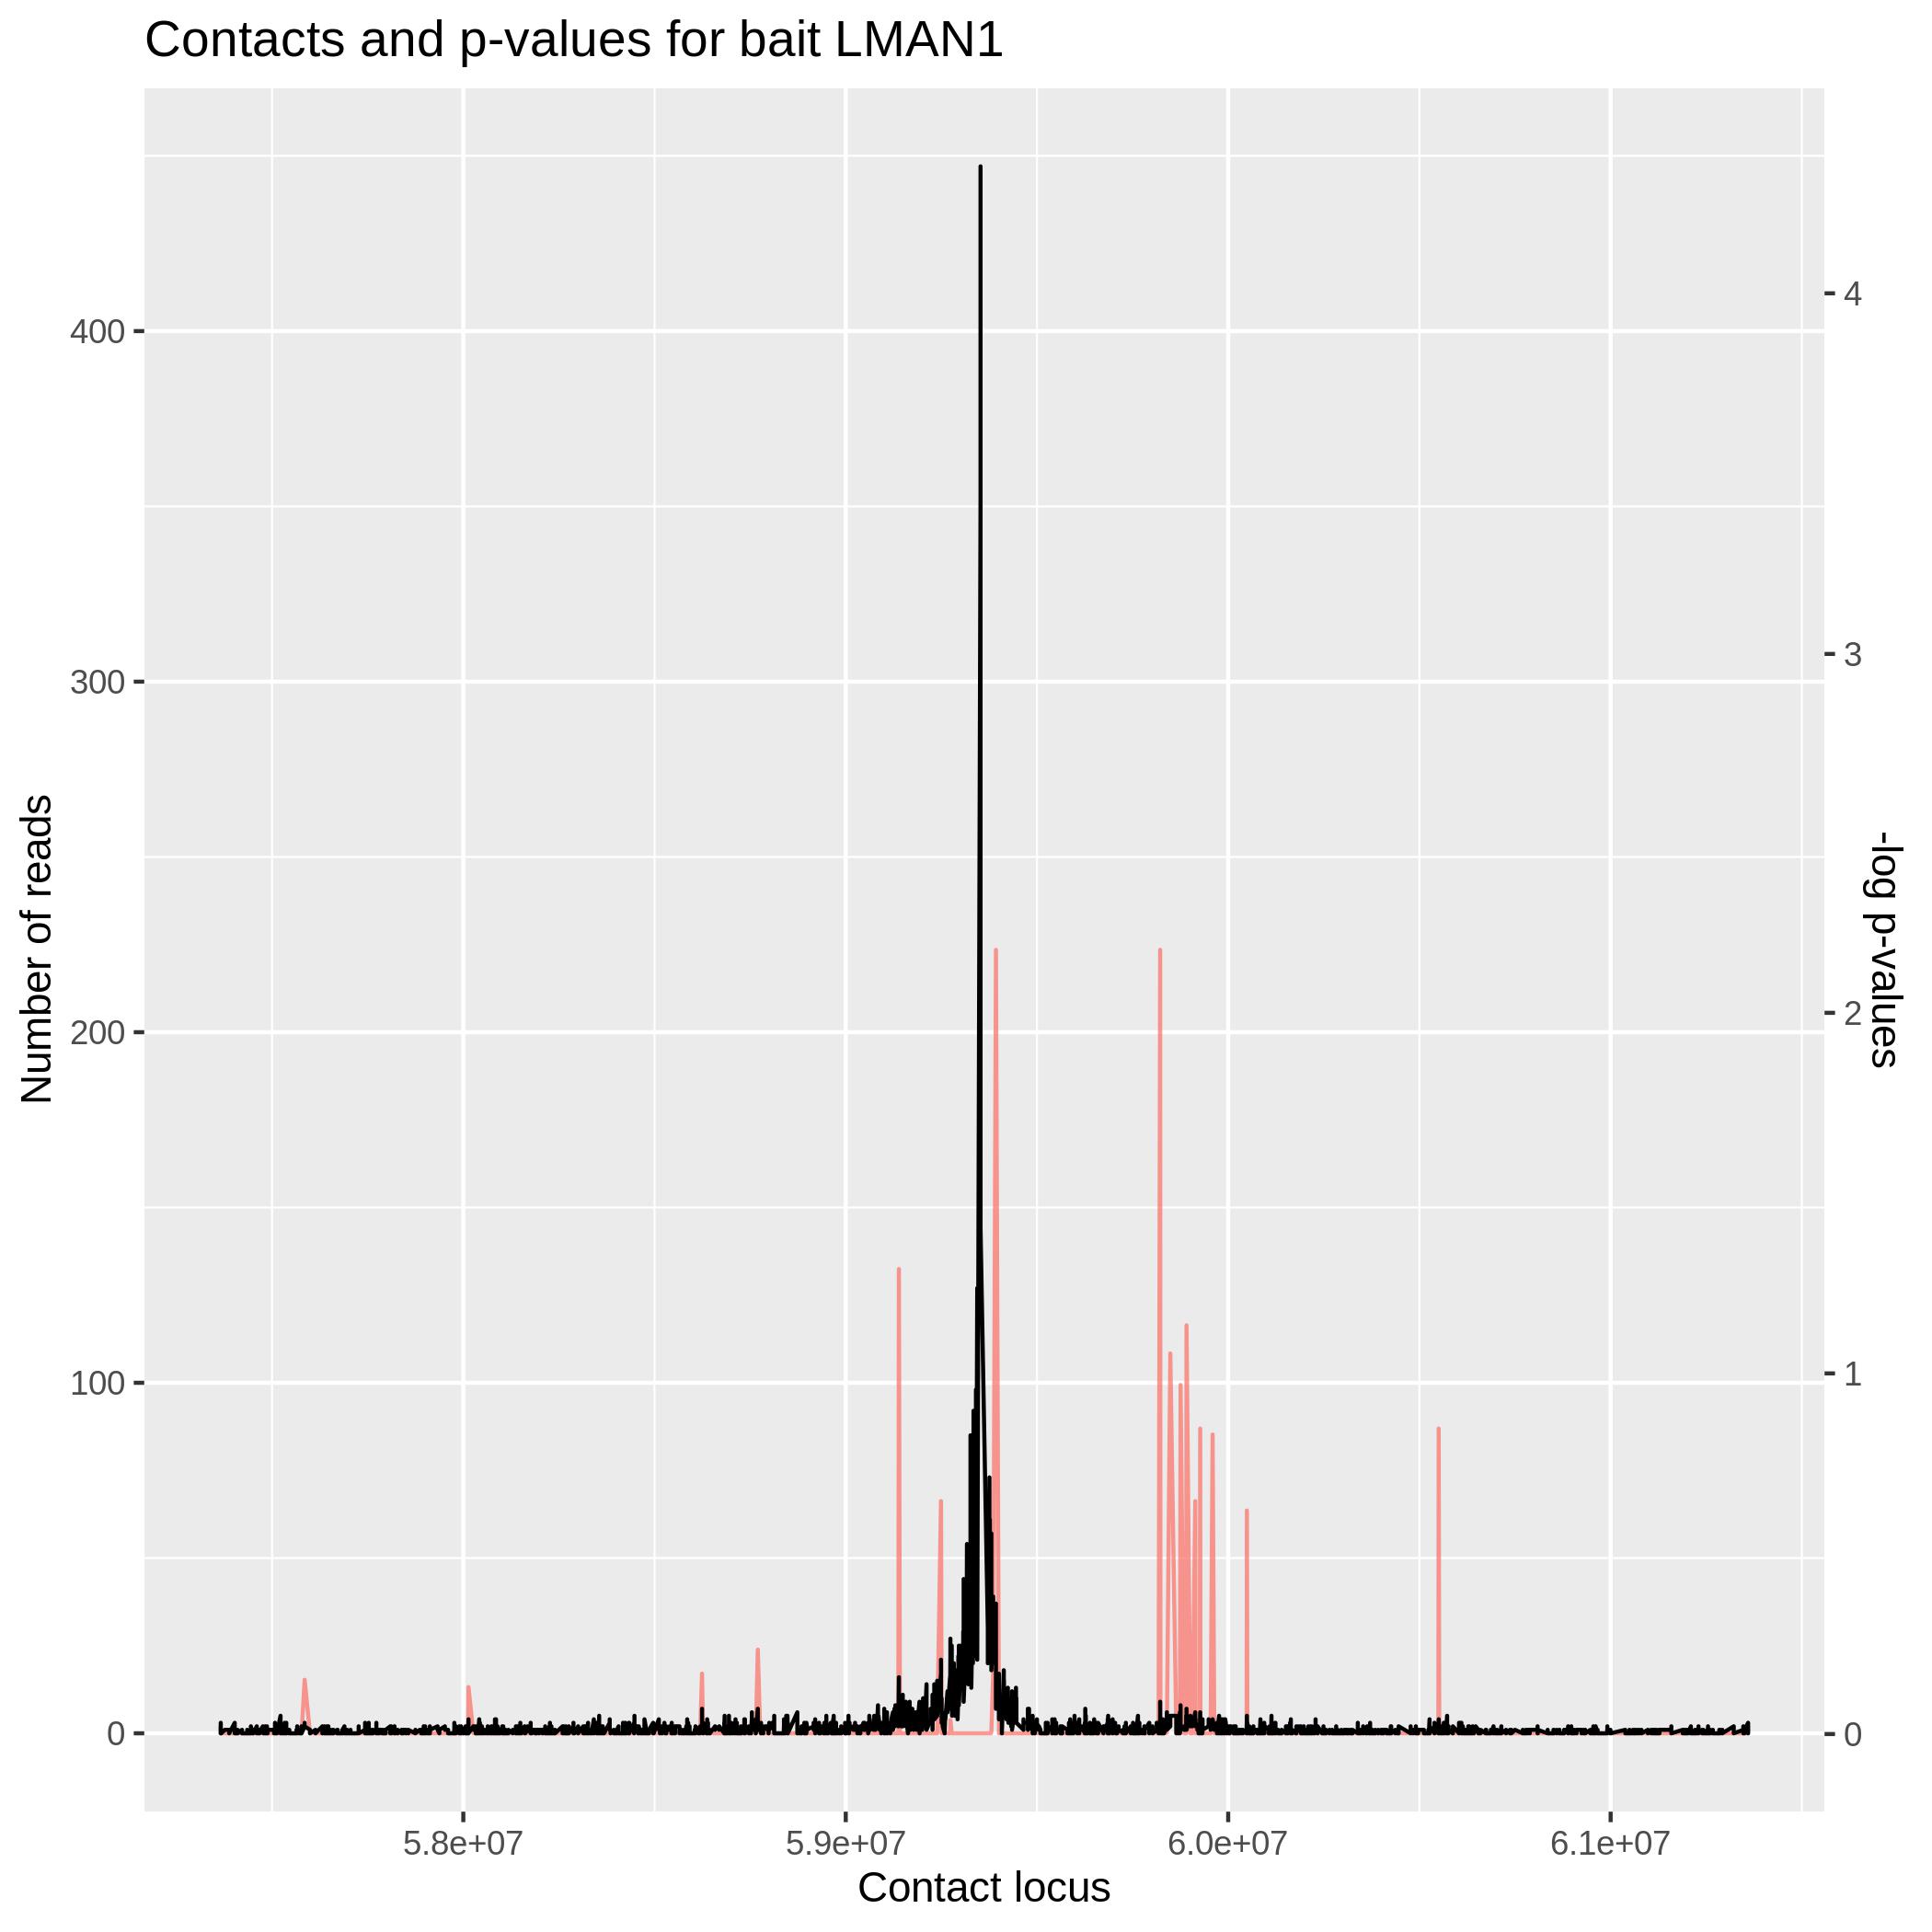 Contacts and p-values for bait LMAN1
Number of reads
400
300
200
100
0
4
3
2
1
0
-log p-values
5.8e+07
5.9e+07
6.0e+07
6.1e+07
Contact locus